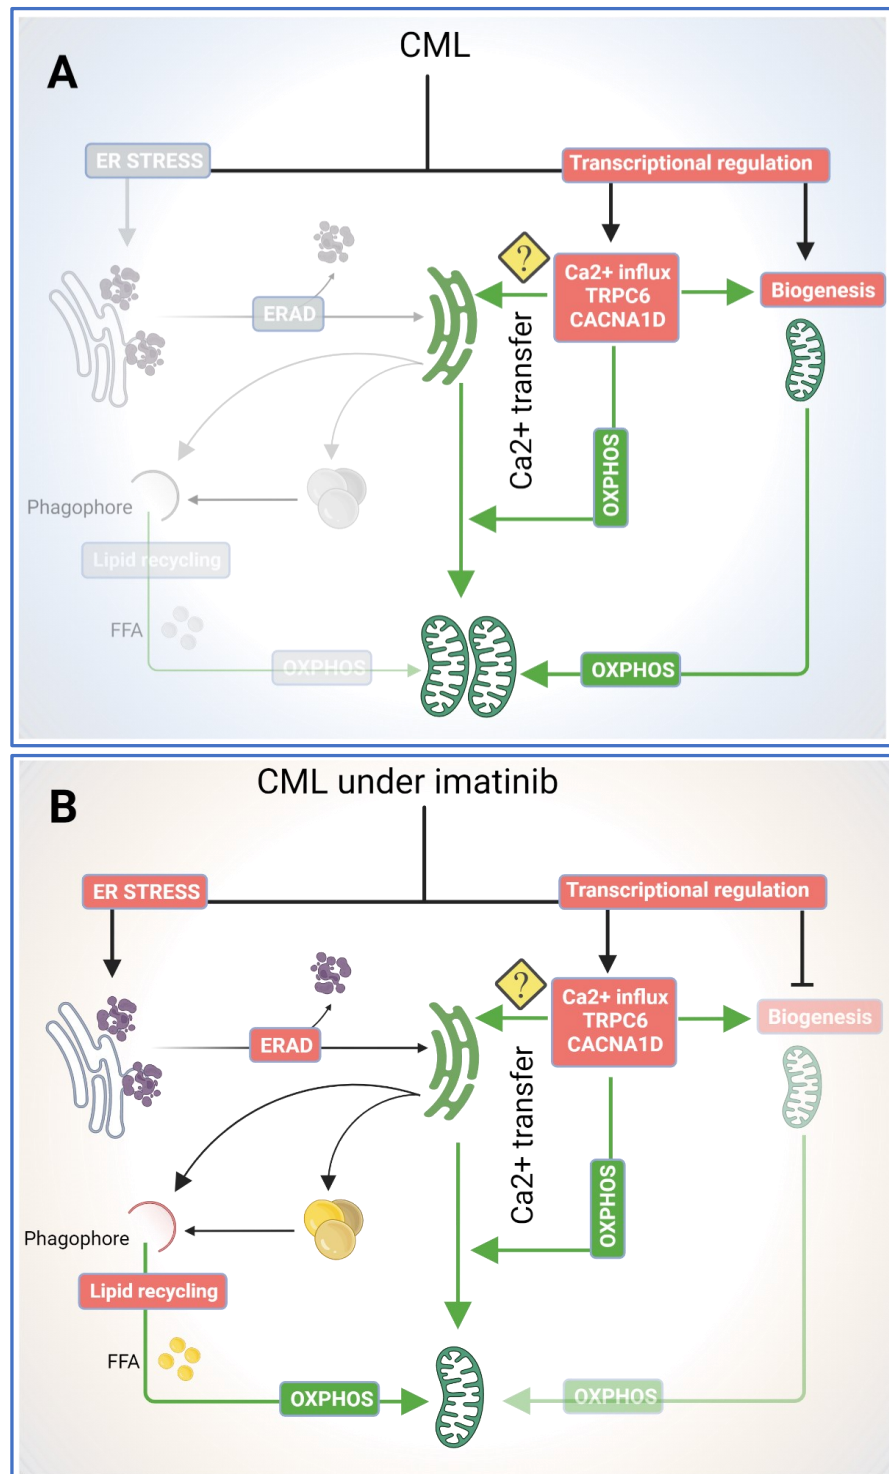 A
CML
ER STRESS
Transcriptional regulation
?
Ca2+ influx
TRPC6
CACNA1D
Biogenesis
ERAD
Ca2+ transfer
OXPHOS
Phagophore
Lipid recycling
FFA
OXPHOS
OXPHOS
B
CML under imatinib
ER STRESS
Transcriptional regulation
?
Ca2+ influx
TRPC6
CACNA1D
Biogenesis
ERAD
Ca2+ transfer
OXPHOS
Phagophore
Lipid recycling
FFA
OXPHOS
OXPHOS